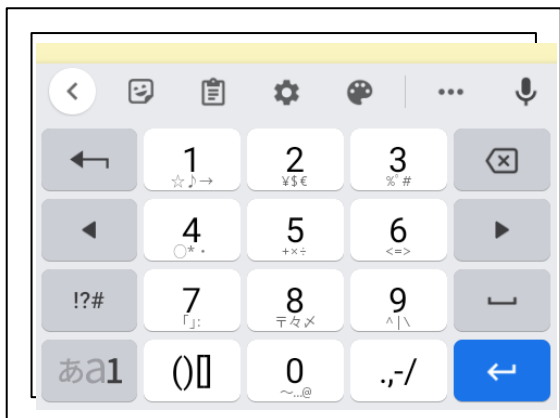 1 2 3
☆♪→ ¥$€ %゜#
4 5 6
○*・ +×÷ <=>
!?# 7 8 9
「」: 〒々〆 ^|\
あa1 ()[] 0 .,-/
~…@